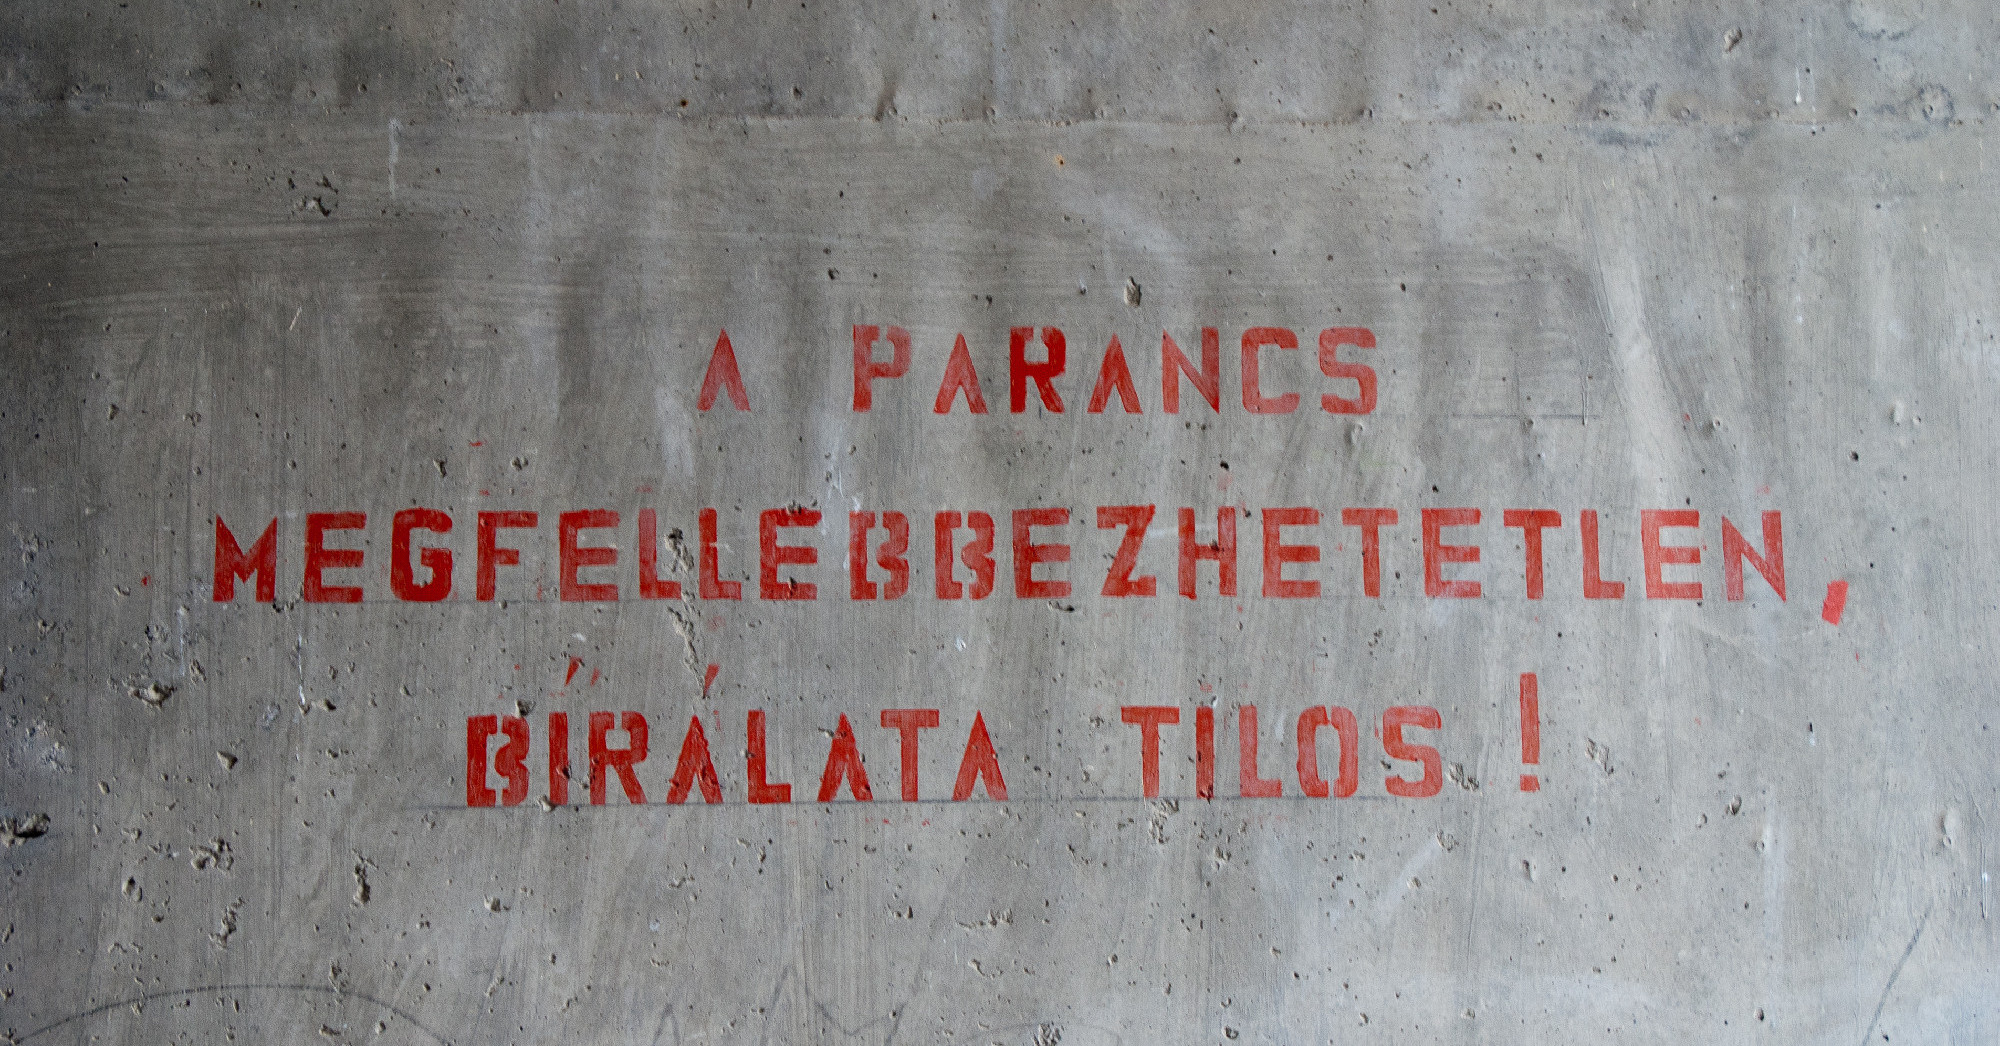 A PARANCS
MEGFELLEBBEZHETETLEN,
BÍRÁLATA TILOS!